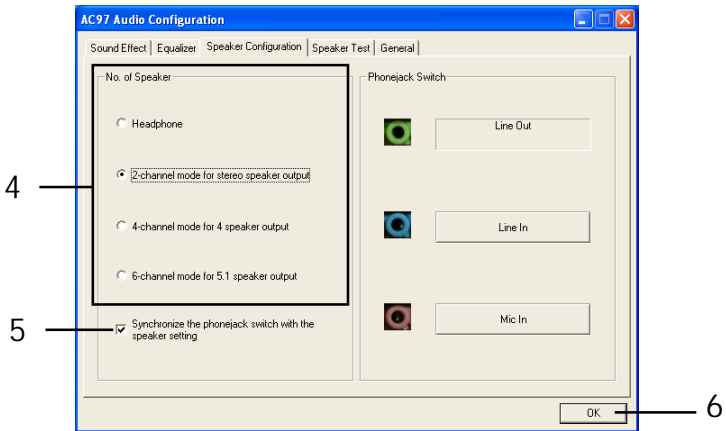 AC97 Audio Configuration
Sound Effect Equalizer Speaker Configuration Speaker Test General
No. of Speaker
Headphone
2-channel mode for stereo speaker output
4-channel mode for 4 speaker output
6-channel mode for 5.1 speaker output
Synchronize the phonejack switch with the
speaker setting
Phonejack Switch
Line Out
Line In
Mic In
OK
4
5
6